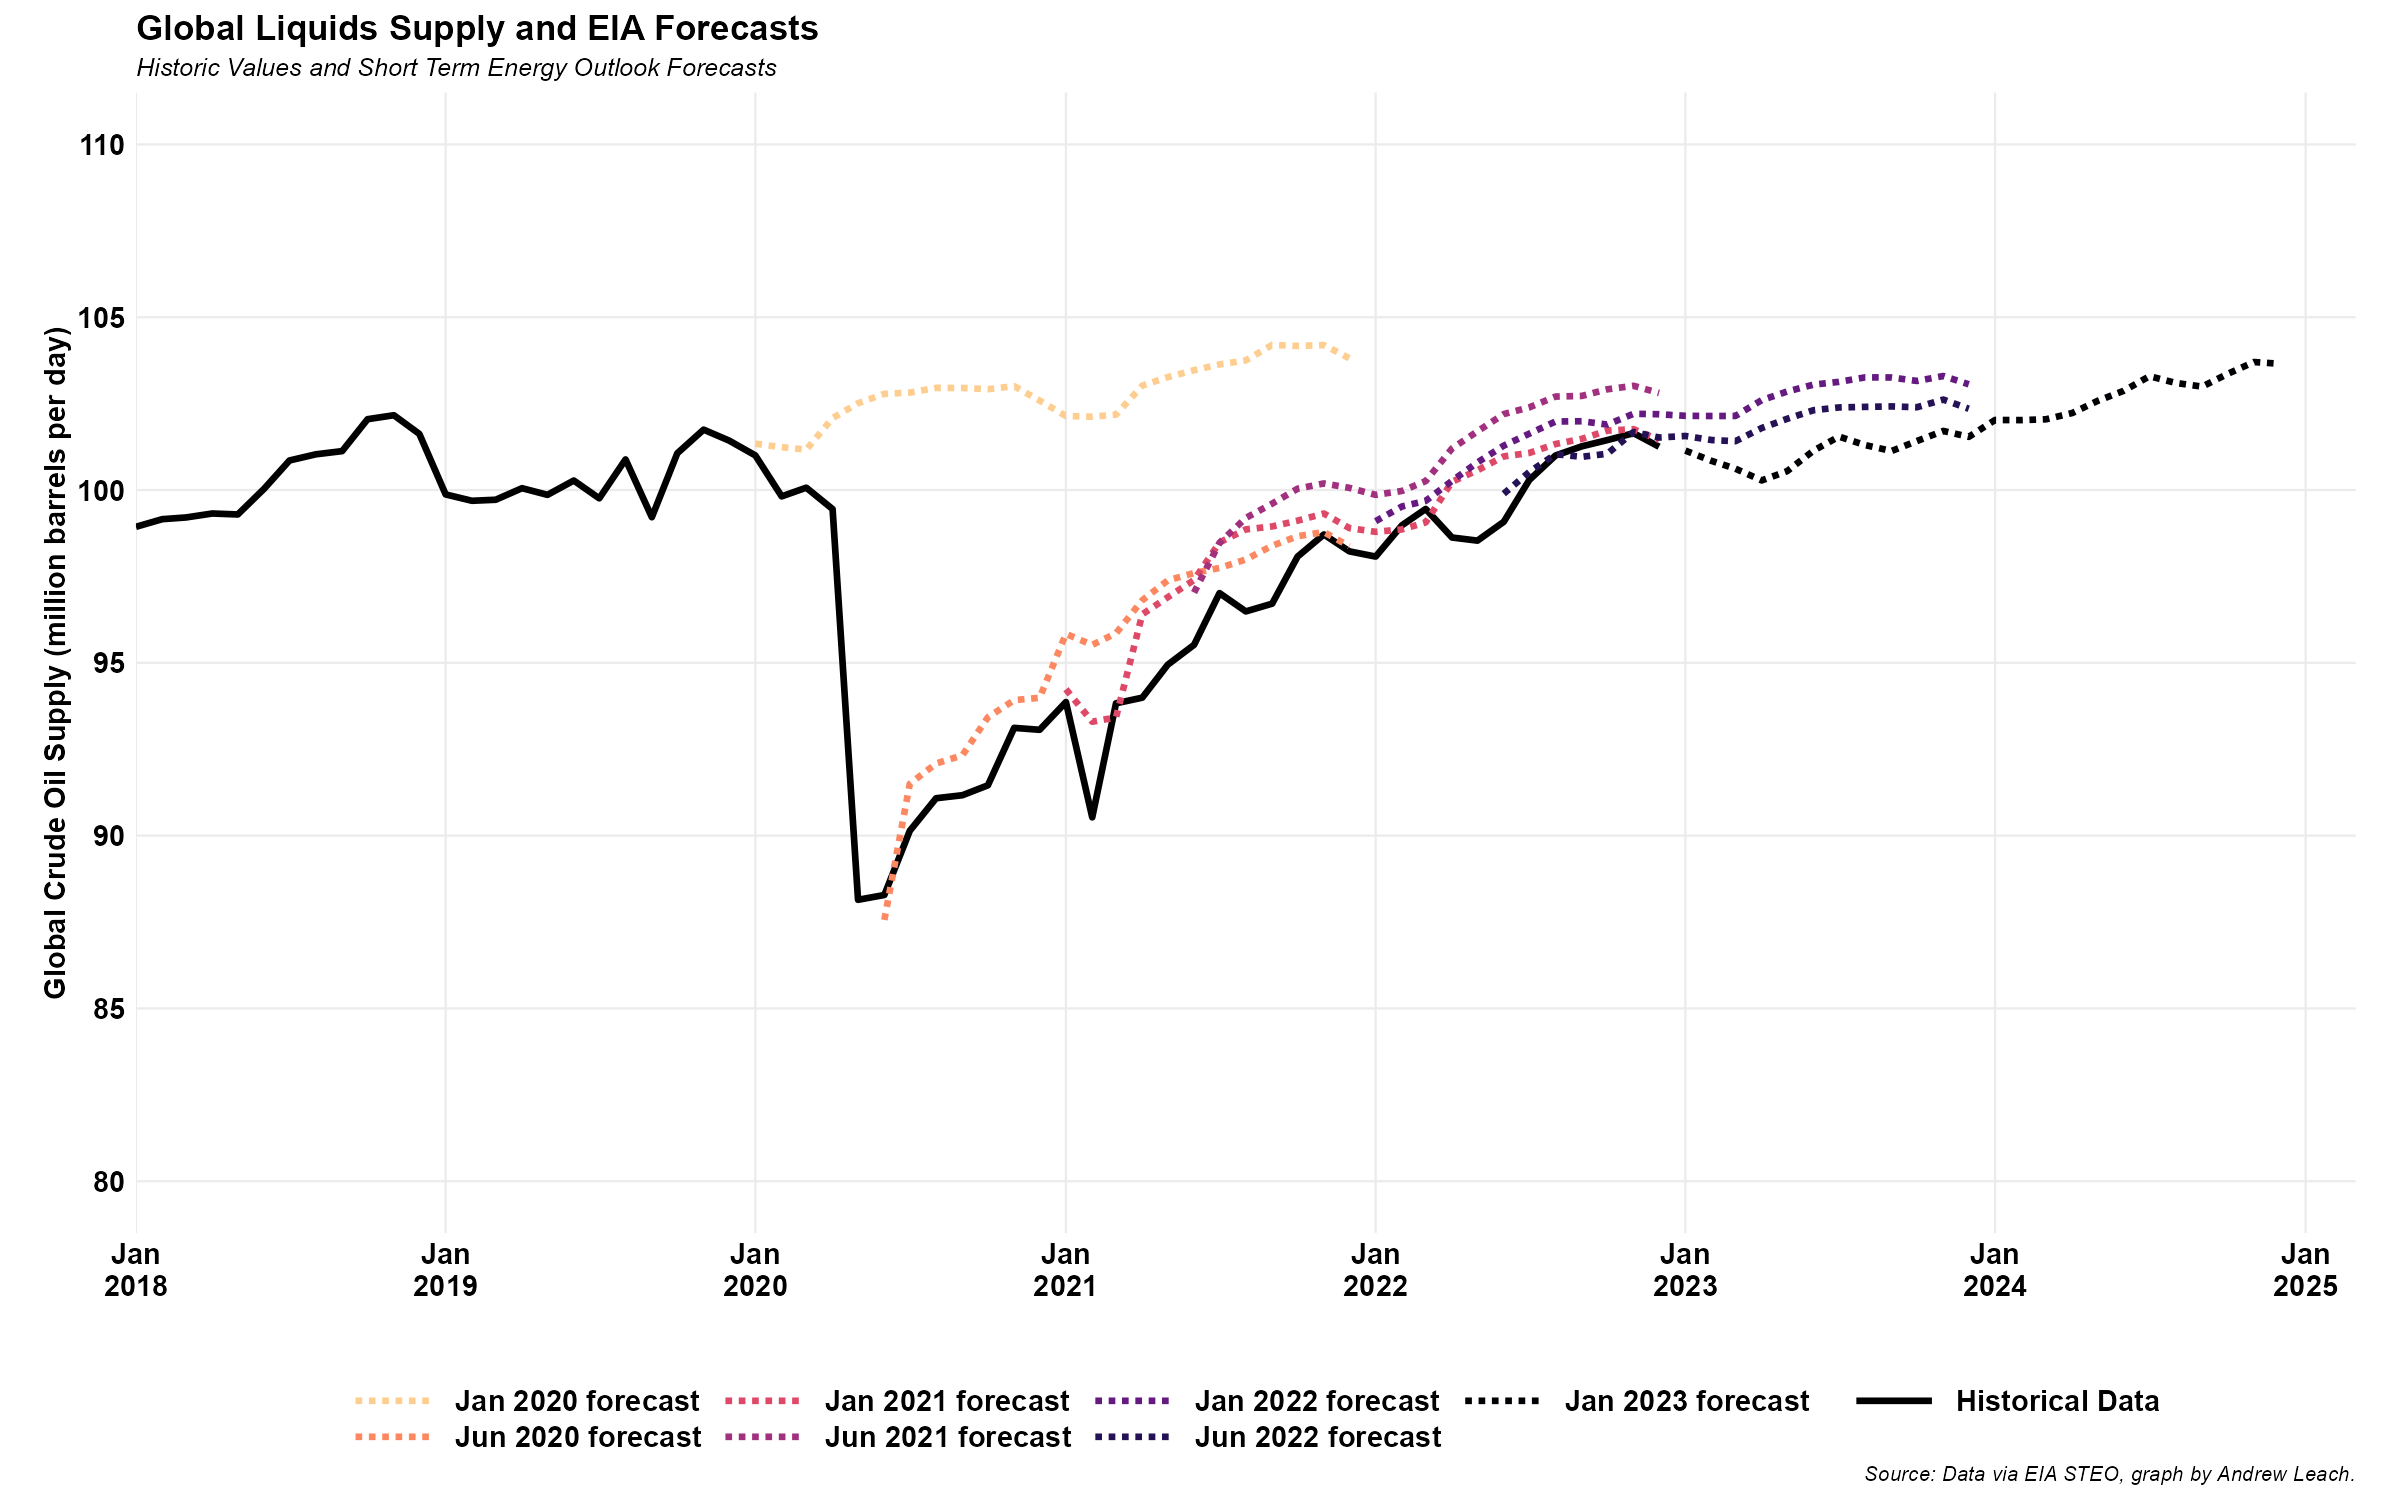 Global Liquids Supply and EIA Forecasts
Historic Values and Short Term Energy Outlook Forecasts
Global Crude Oil Supply (million barrels per day)
110
105
100
95
90
85
80
Jan 2018
Jan 2019
Jan 2020
Jan 2021
Jan 2022
Jan 2023
Jan 2024
Jan 2025
Jan 2020 forecast
Jun 2020 forecast
Jan 2021 forecast
Jun 2021 forecast
Jan 2022 forecast
Jun 2022 forecast
Jan 2023 forecast
Historical Data
Source: Data via EIA STEO, graph by Andrew Leach.